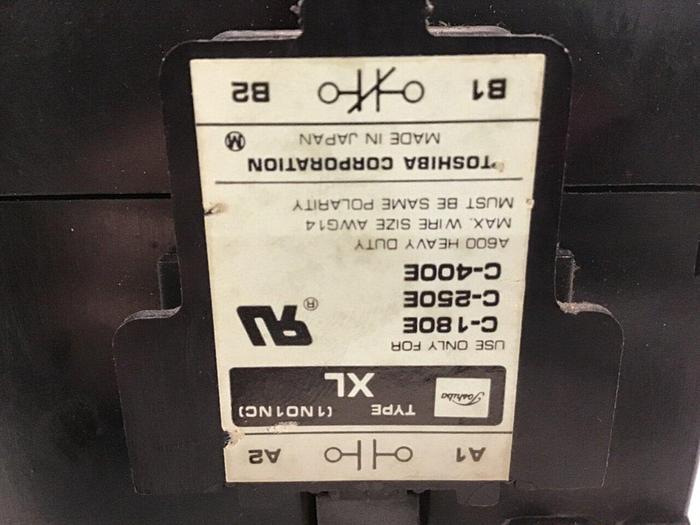 A1 A2
Toshiba TYPE (1NO1NC)
XL
USE ONLY FOR
C-180E
C-250E
C-400E
A600 HEAVY DUTY
MAX. WIRE SIZE AWG14
MUST BE SAME POLARITY
TOSHIBA CORPORATION
MADE IN JAPAN M
B1 B2